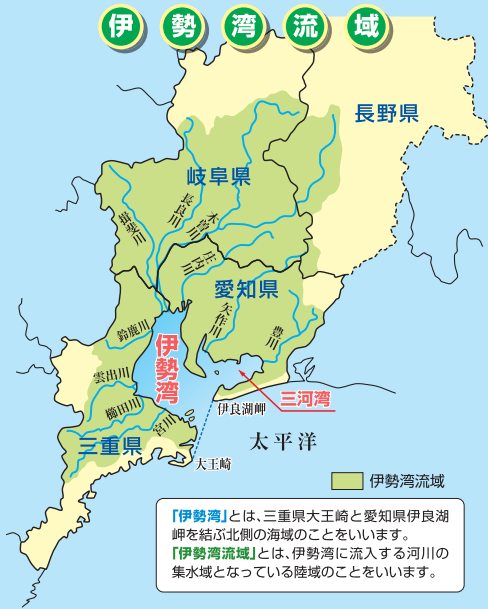 伊勢湾流域
長野県
岐阜県
揖斐川
長良川
木曽川
庄内川
愛知県
矢作川
豊川
鈴鹿川
伊勢湾
雲出川
櫛田川
宮川
三重県
三河湾
伊良湖岬
大王崎
太平洋
伊勢湾流域
「伊勢湾」とは、三重県大王崎と愛知県伊良湖
岬を結ぶ北側の海域のことをいいます。
「伊勢湾流域」とは、伊勢湾に流入する河川の
集水域となっている陸域のことをいいます。